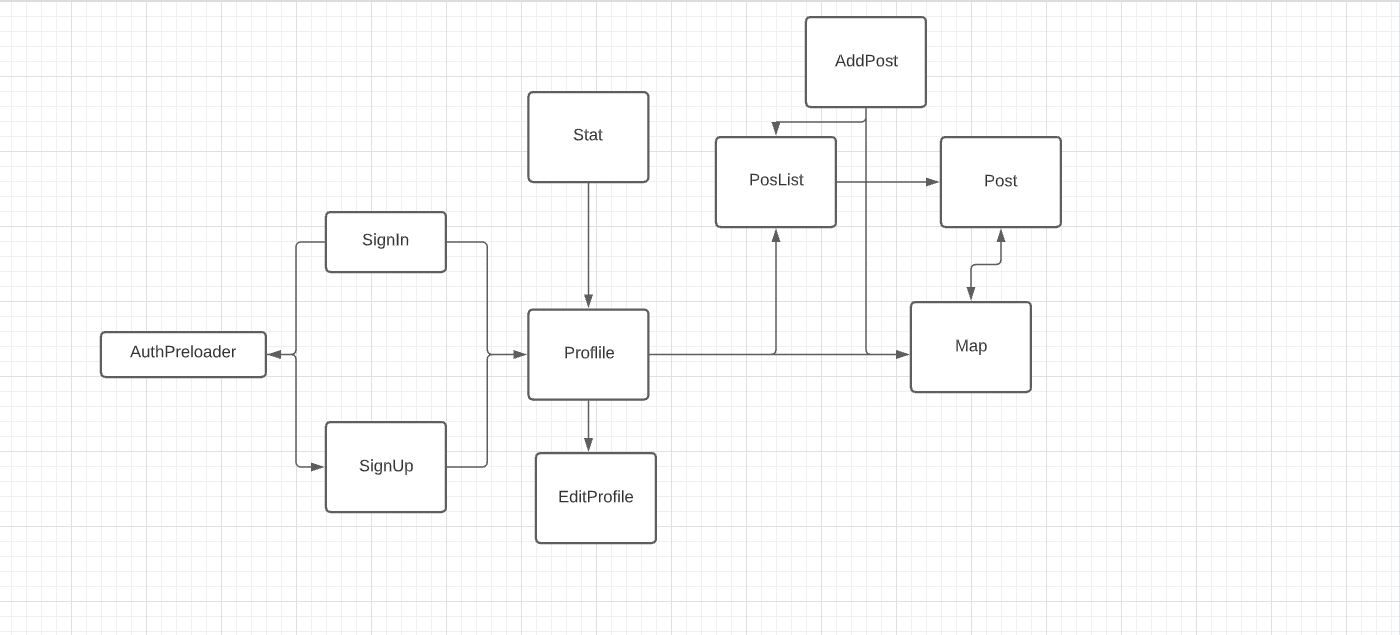 AddPost
Stat
PosList
Post
SignIn
AuthPreloader
Proflile
Map
SignUp
EditProfile